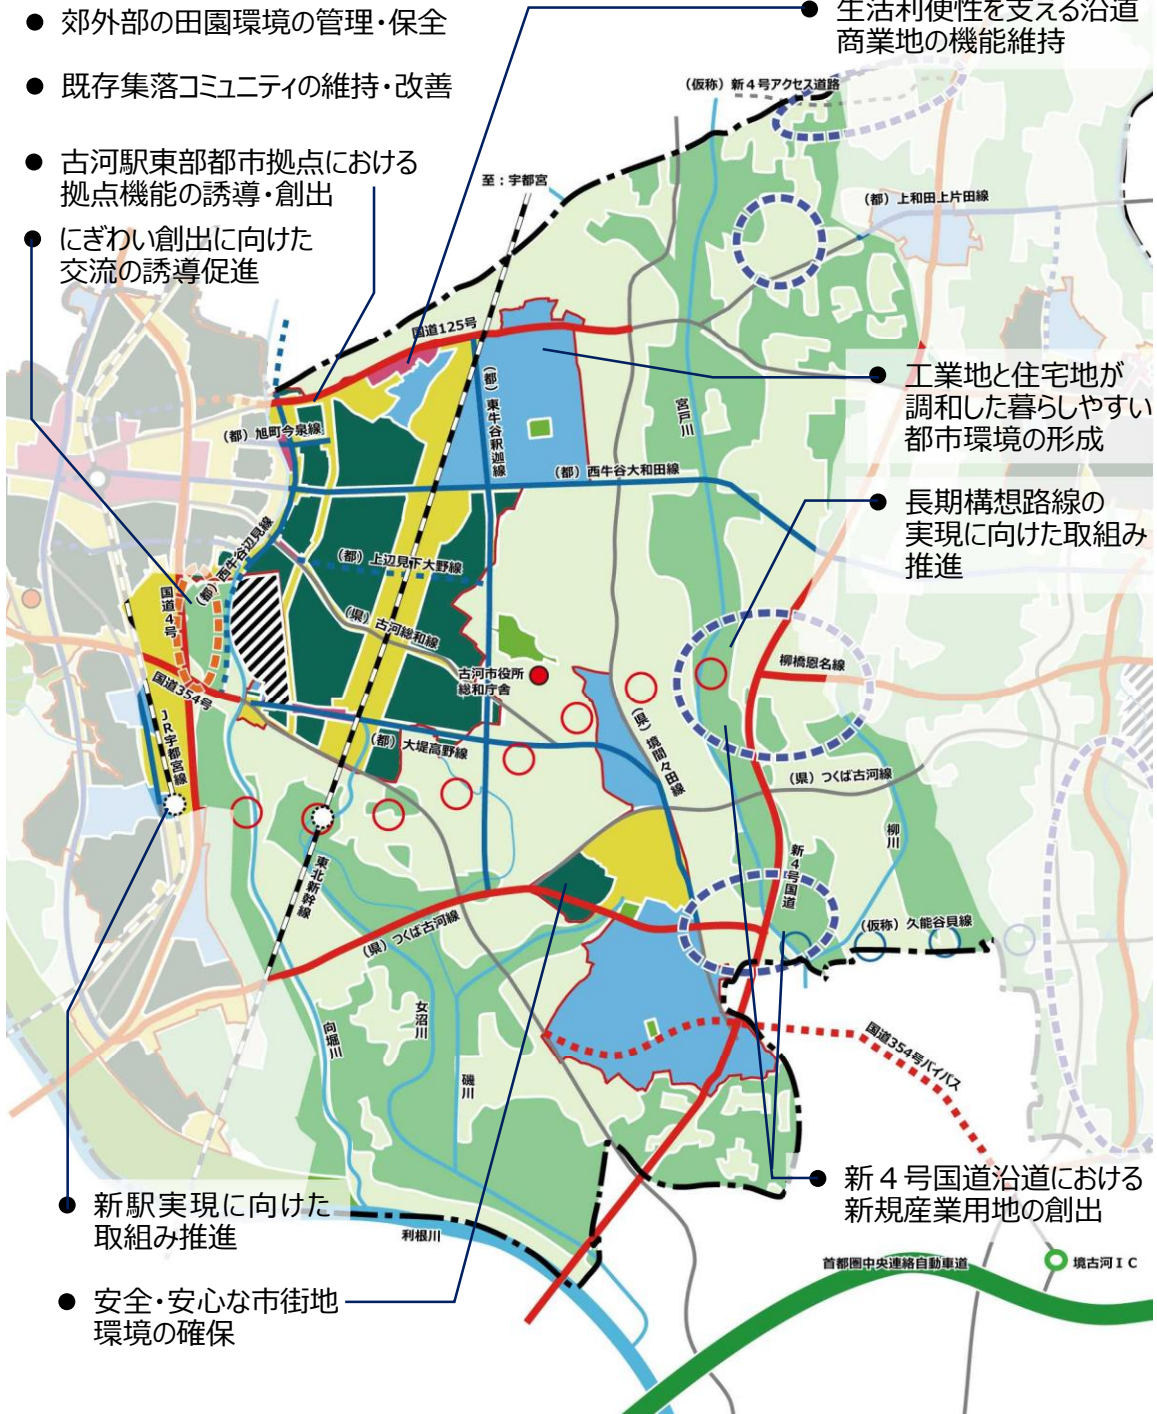 ● 郊外部の田園環境の管理・保全
● 生活利便性を支える沿道
商業地の機能維持
● 既存集落コミュニティの維持・改善
（仮称）新４号アクセス道路
● 古河駅東部都市拠点における
拠点機能の誘導・創出
至：宇都宮
（都）上和田上片田線
● にぎわい創出に向けた
交流の誘導促進
国道125号
● 工業地と住宅地が
調和した暮らしやすい
都市環境の形成
（都）東牛谷釈迦線
宮戸川
（都）旭町今泉線
（都）西牛谷大和田線
● 長期構想路線の
実現に向けた取組み
推進
（都）西牛谷辺見線
（都）上辺見下大野線
国道４号
（県）古河総和線
古河市役所
総和庁舎
柳橋恩名線
国道354号
（県）境間々田線
ＪＲ宇都宮線
（都）大堤高野線
（県）つくば古河線
柳川
新４号国道
東北新幹線
（仮称）久能谷貝線
（県）つくば古河線
女沼川
向堀川
国道354号バイパス
磯川
● 新４号国道沿道における
新規産業用地の創出
● 新駅実現に向けた
取組み推進
利根川
首都圏中央連絡自動車道
境古河ＩＣ
● 安全・安心な市街地
環境の確保